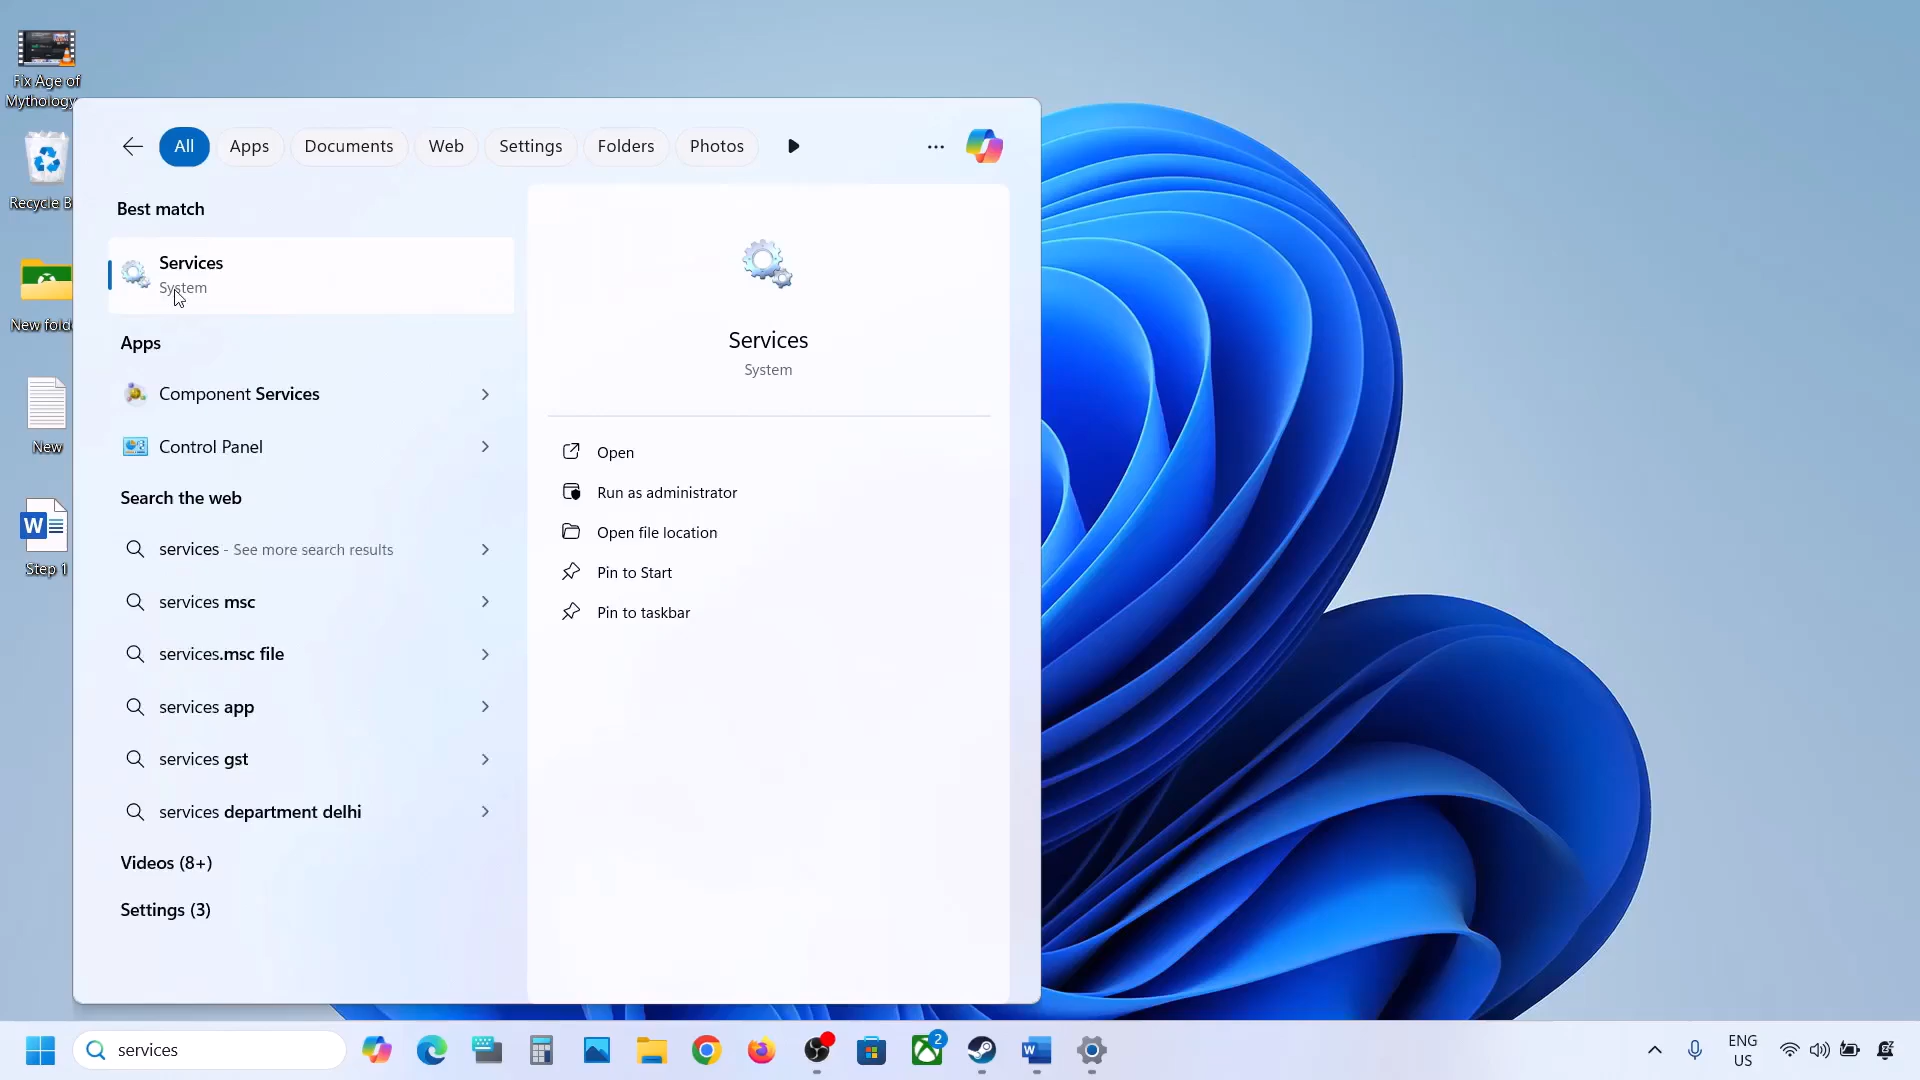 Fix Age of
Mythology
Recycle B
New fold
New
Step 1
All
Apps
Documents
Web
Settings
Folders
Photos
Best match
Services
System
Apps
Component Services
Control Panel
Search the web
services - See more search results
services msc
services.msc file
services app
services gst
services department delhi
Videos (8+)
Settings (3)
Services
System
Open
Run as administrator
Open file location
Pin to Start
Pin to taskbar
services
2
ENG
US